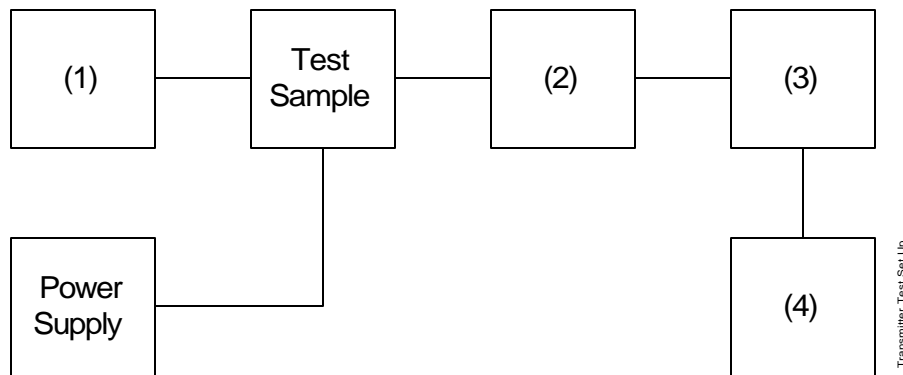 (1)
Test
Sample
(2)
(3)
Power
Supply
(4)
Transmitter Test Set Up